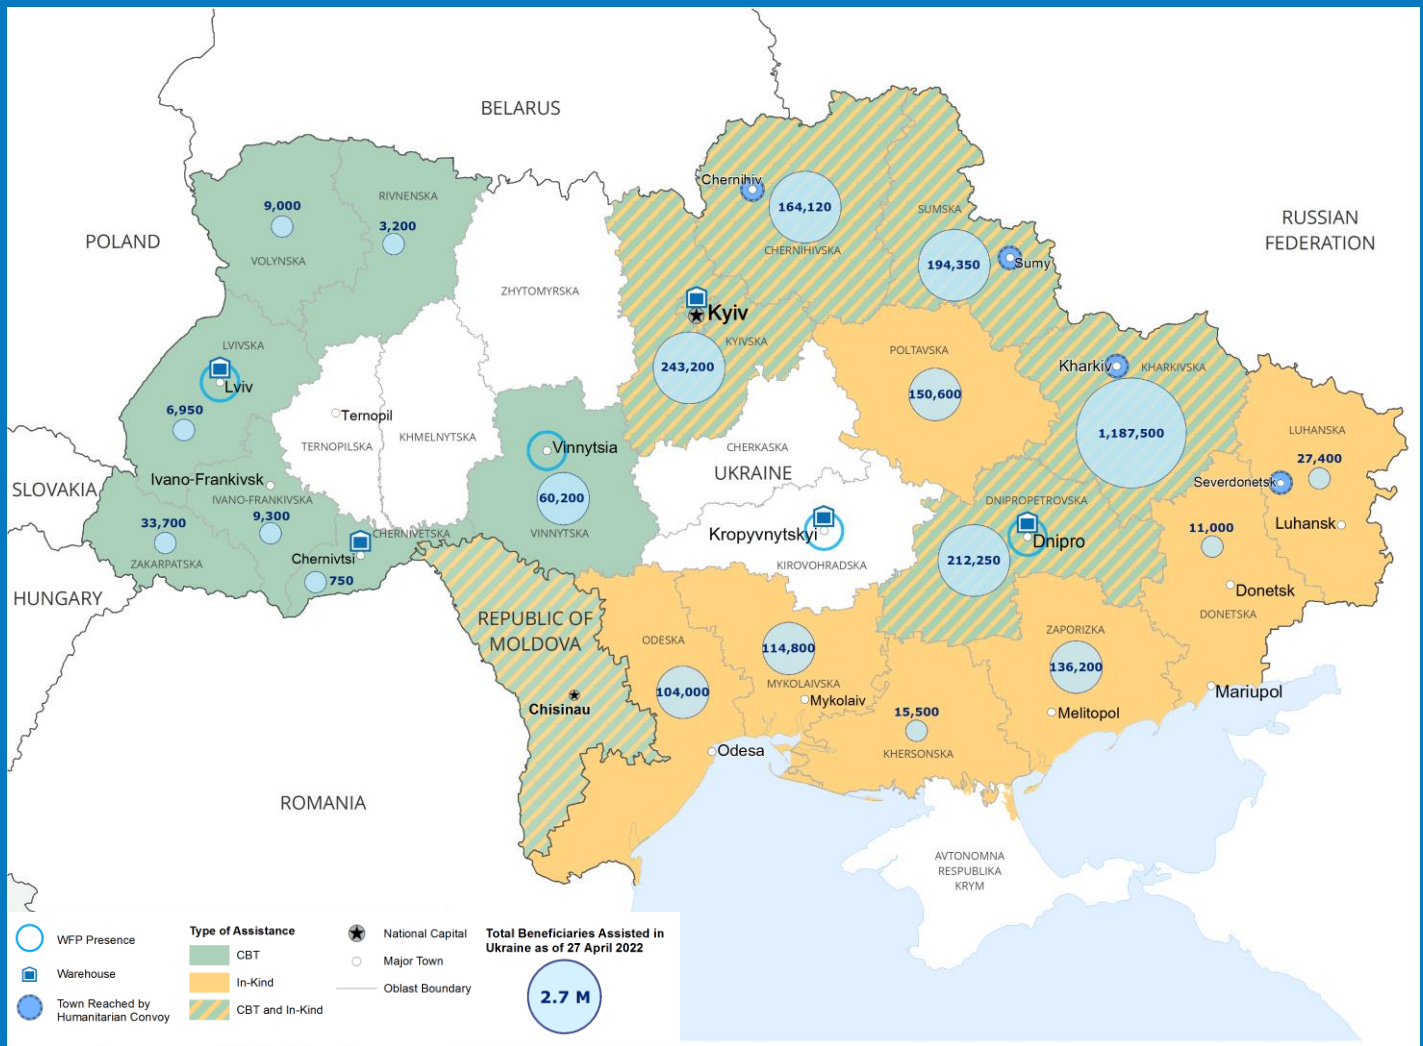 BELARUS
POLAND
RUSSIAN
FEDERATION
SLOVAKIA
HUNGARY
ROMANIA
UKRAINE
REPUBLIC OF
MOLDOVA
Chisinau
9,000
VOLYNSKA
RIVNENSKA
3,200
ZHYTOMYRSKA
Chernihiv
164,120
CHERNIHIVSKA
SUMSKA
194,350
Sumy
Kyiv
KYIVSKA
243,200
LVIVSKA
Lviv
6,950
Ternopil
TERNOPILSKA
KHMELNYTSKA
Vinnytsia
60,200
VINNYTSKA
CHERKASKA
POLTAVSKA
150,600
Kharkiv
KHARKIVSKA
1,187,500
LUHANSKA
27,400
Severdonetsk
Luhansk
Ivano-Frankivsk
IVANO-FRANKIVSKA
9,300
33,700
ZAKARPATSKA
CHERNIVETSKA
Chernivtsi
750
Kropyvnytskyi
KIROVOHRADSKA
DNIPROPETROVSKA
Dnipro
212,250
11,000
Donetsk
DONETSKA
ODESKA
104,000
114,800
MYKOLAIVSKA
Mykolaiv
ZAPORIZKA
136,200
Melitopol
Mariupol
15,500
KHERSONSKA
Odesa
AVTONOMNA
RESPUBLIKA
KRYM
WFP Presence
Warehouse
Town Reached by
Humanitarian Convoy
Type of Assistance
CBT
In-Kind
CBT and In-Kind
National Capital
Major Town
Oblast Boundary
Total Beneficiaries Assisted in
Ukraine as of 27 April 2022
2.7 M